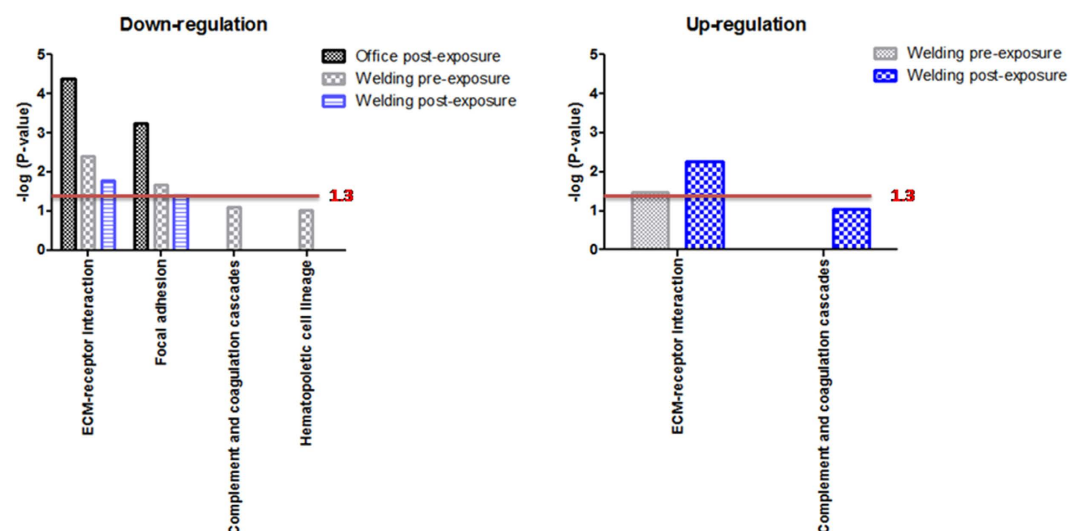 Down-regulation
5
4
3
2
1
0
-log (P-value)
Office post-exposure
Welding pre-exposure
Welding post-exposure
1.3
ECM-receptor interaction
Focal adhesion
Complement and coagulation cascades
Hematopoietic cell lineage
Up-regulation
5
4
3
2
1
0
-log (P-value)
Welding pre-exposure
Welding post-exposure
1.3
ECM-receptor interaction
Complement and coagulation cascades